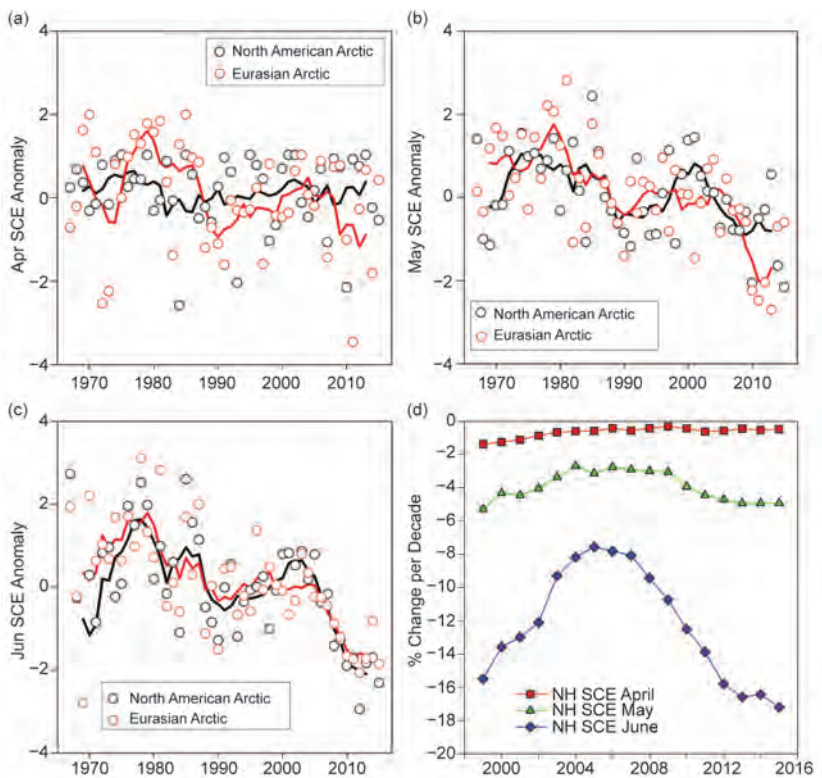 (a)
4
2
0
−2
−4
Apr SCE Anomaly
North American Arctic
Eurasian Arctic
1970 1980 1990 2000 2010
(b)
4
2
0
−2
−4
May SCE Anomaly
North American Arctic
Eurasian Arctic
1970 1980 1990 2000 2010
(c)
4
2
0
−2
−4
Jun SCE Anomaly
North American Arctic
Eurasian Arctic
1970 1980 1990 2000 2010
(d)
0
−2
−4
−6
−8
−10
−12
−14
−16
−18
−20
% Change per Decade
NH SCE April
NH SCE May
NH SCE June
2000 2004 2008 2012 2016